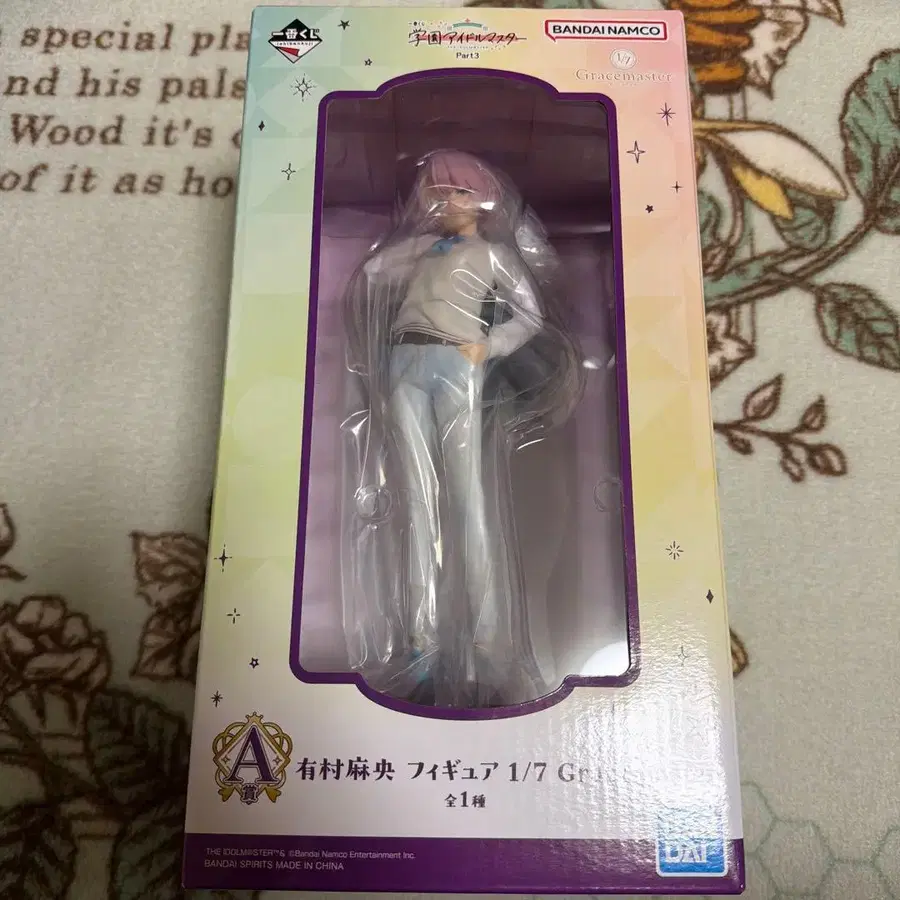 special pla
nd his pals
Wood it's
of it as ho
一番くじ
学園アイドルマスター
Part3
BANDAI NAMCO
1/7
Gracemaster
A
賞
有村麻央 フィギュア 1/7
全1種
THE IDOLM@STER™& ©Bandai Namco Entertainment Inc.
BANDAI SPIRITS MADE IN CHINA